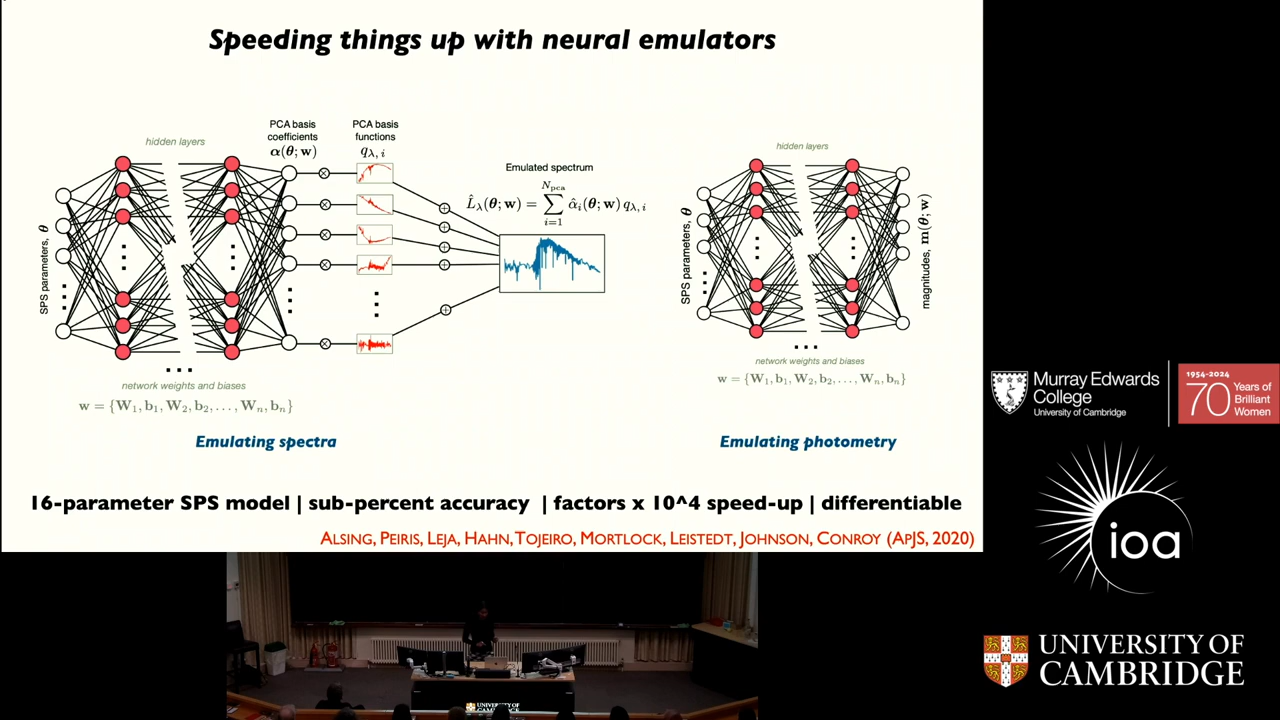 Speeding things up with neural emulators
hidden layers
PCA basis
coefficients
α(θ; w)
PCA basis
functions
qλ, i
Emulated spectrum
L̂λ(θ; w) = ∑ i=1 Npca α̂i(θ; w) qλ, i
SPS parameters, θ
network weights and biases
w = {W1, b1, W2, b2, . . . , Wn, bn}
Emulating spectra
hidden layers
SPS parameters, θ
magnitudes, m(θ; w)
network weights and biases
w = {W1, b1, W2, b2, . . . , Wn, bn}
Emulating photometry
16-parameter SPS model | sub-percent accuracy | factors x 10^4 speed-up | differentiable
Alsing, Peiris, Leja, Hahn, Tojeiro, Mortlock, Leistedt, Johnson, Conroy (ApJS, 2020)
Murray Edwards
College
University of Cambridge
1954-2024
70
Years of
Brilliant
Women
ioa
UNIVERSITY OF
CAMBRIDGE